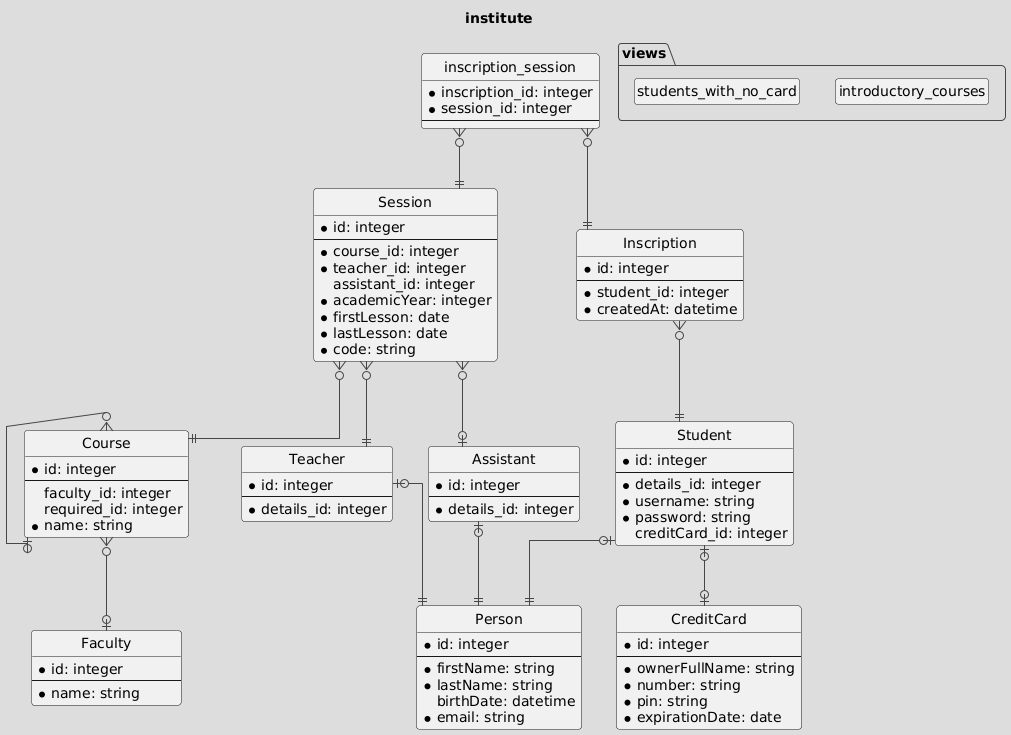 institute
inscription_session
inscription_id: integer
session_id: integer
views
students_with_no_card
introductory_courses
Session
id: integer
course_id: integer
teacher_id: integer
assistant_id: integer
academicYear: integer
firstLesson: date
lastLesson: date
code: string
Inscription
id: integer
student_id: integer
createdAt: datetime
Course
id: integer
faculty_id: integer
required_id: integer
name: string
Teacher
id: integer
details_id: integer
Assistant
id: integer
details_id: integer
Student
id: integer
details_id: integer
username: string
password: string
creditCard_id: integer
Faculty
id: integer
name: string
Person
id: integer
firstName: string
lastName: string
birthDate: datetime
email: string
CreditCard
id: integer
ownerFullName: string
number: string
pin: string
expirationDate: date